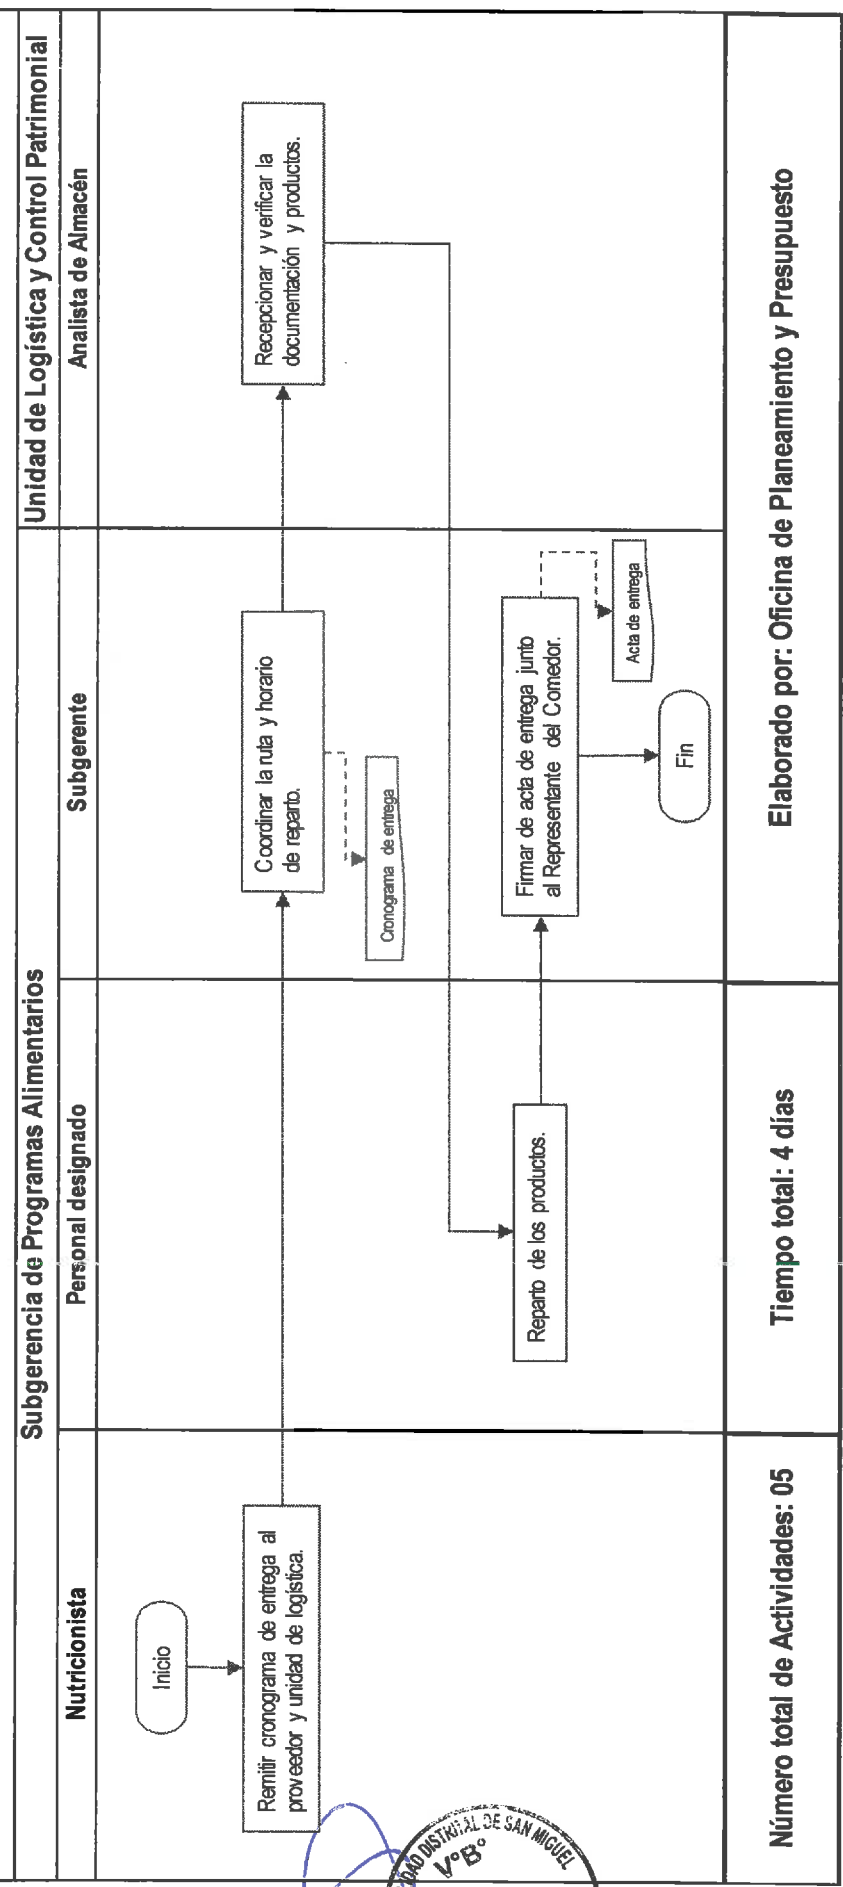 Subgerencia de Programas Alimentarios
Unidad de Logística y Control Patrimonial
Nutricionista
Personal designado
Subgerente
Analista de Almacén
Inicio
Remitir cronograma de entrega al
proveedor y unidad de logística.
Coordinar la ruta y horario
de reparto.
Cronograma de entrega
Recepcionar y verificar la
documentación y productos.
Reparto de los productos.
Firmar de acta de entrega junto
al Representante del Comedor.
Acta de entrega
Fin
Número total de Actividades: 05
Tiempo total: 4 días
Elaborado por: Oficina de Planeamiento y Presupuesto
DISTRITAL DE SAN MIGUEL
V°B°